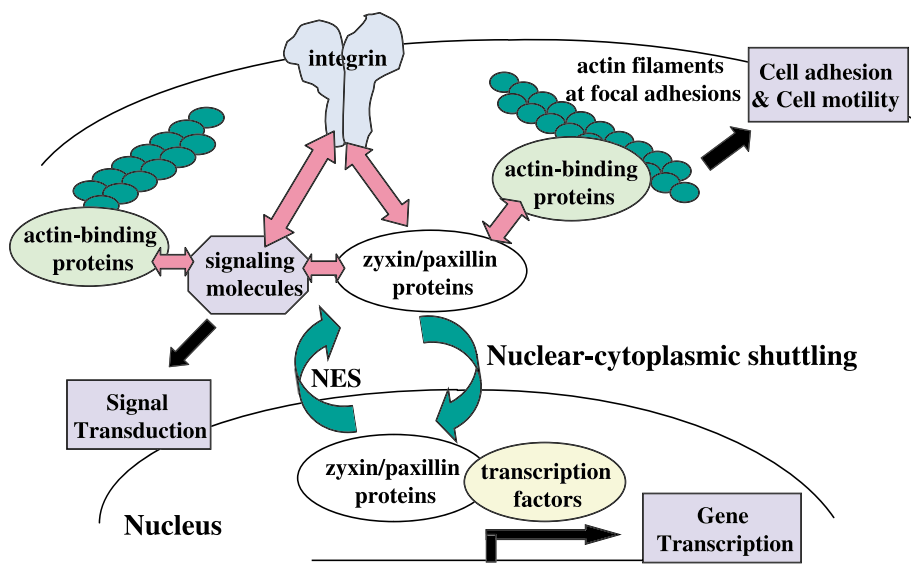 integrin
actin filaments
at focal adhesions
Cell adhesion
& Cell motility
actin-binding
proteins
actin-binding
proteins
signaling
molecules
zyxin/paxillin
proteins
Nuclear-cytoplasmic shuttling
NES
Signal
Transduction
zyxin/paxillin
proteins
transcription
factors
Nucleus
Gene
Transcription